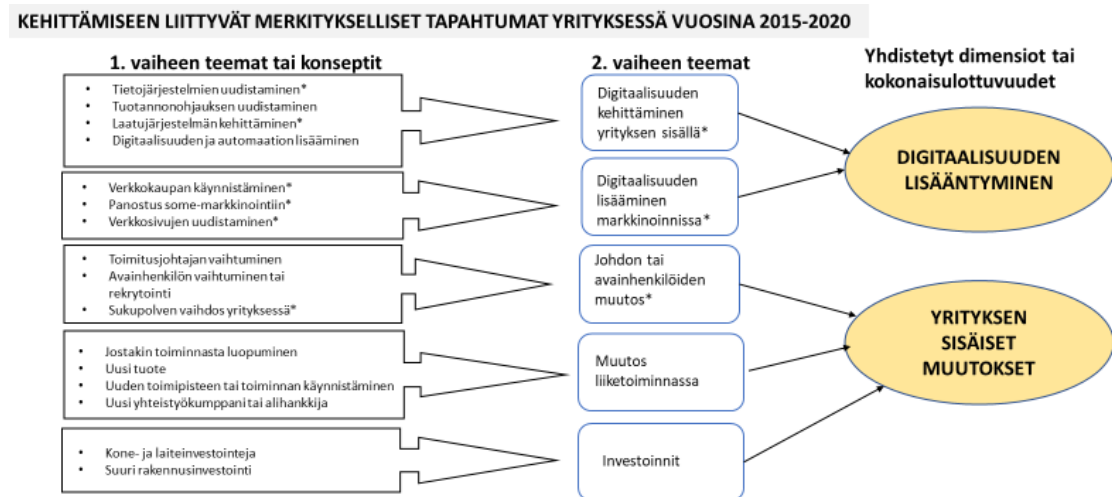 KEHITTÄMISEEN LIITTYVÄT MERKITYKSELLISET TAPAHTUMAT YRITYKSESSÄ VUOSINA 2015-2020
1. vaiheen teemat tai konseptit
2. vaiheen teemat
Yhdistetyt dimensiot tai
kokonaisulottuvuudet
• Tietojärjestelmien uudistaminen*
• Tuotannonohjauksen uudistaminen
• Laatujärjestelmän kehittäminen*
• Digitaalisuuden ja automaation lisääminen
Digitaalisuuden
kehittäminen
yrityksen sisällä*
• Verkkokaupan käynnistäminen*
• Panostus some-markkinointiin*
• Verkkosivujen uudistaminen*
Digitaalisuuden
lisääminen
markkinoinnissa*
DIGITAALISUUDEN
LISÄÄNTYMINEN
• Toimitusjohtajan vaihtuminen
• Avainhenkilön vaihtuminen tai
rekrytointi
• Sukupolven vaihdos yrityksessä*
Johdon tai
avainhenkilöiden
muutos*
• Jostakin toiminnasta luopuminen
• Uusi tuote
• Uuden toimipisteen tai toiminnan käynnistäminen
• Uusi yhteistyökumppani tai alihankkija
Muutos
liiketoiminnassa
• Kone- ja laiteinvestointeja
• Suuri rakennusinvestointi
Investoinnit
YRITYKSEN
SISÄISET
MUUTOKSET